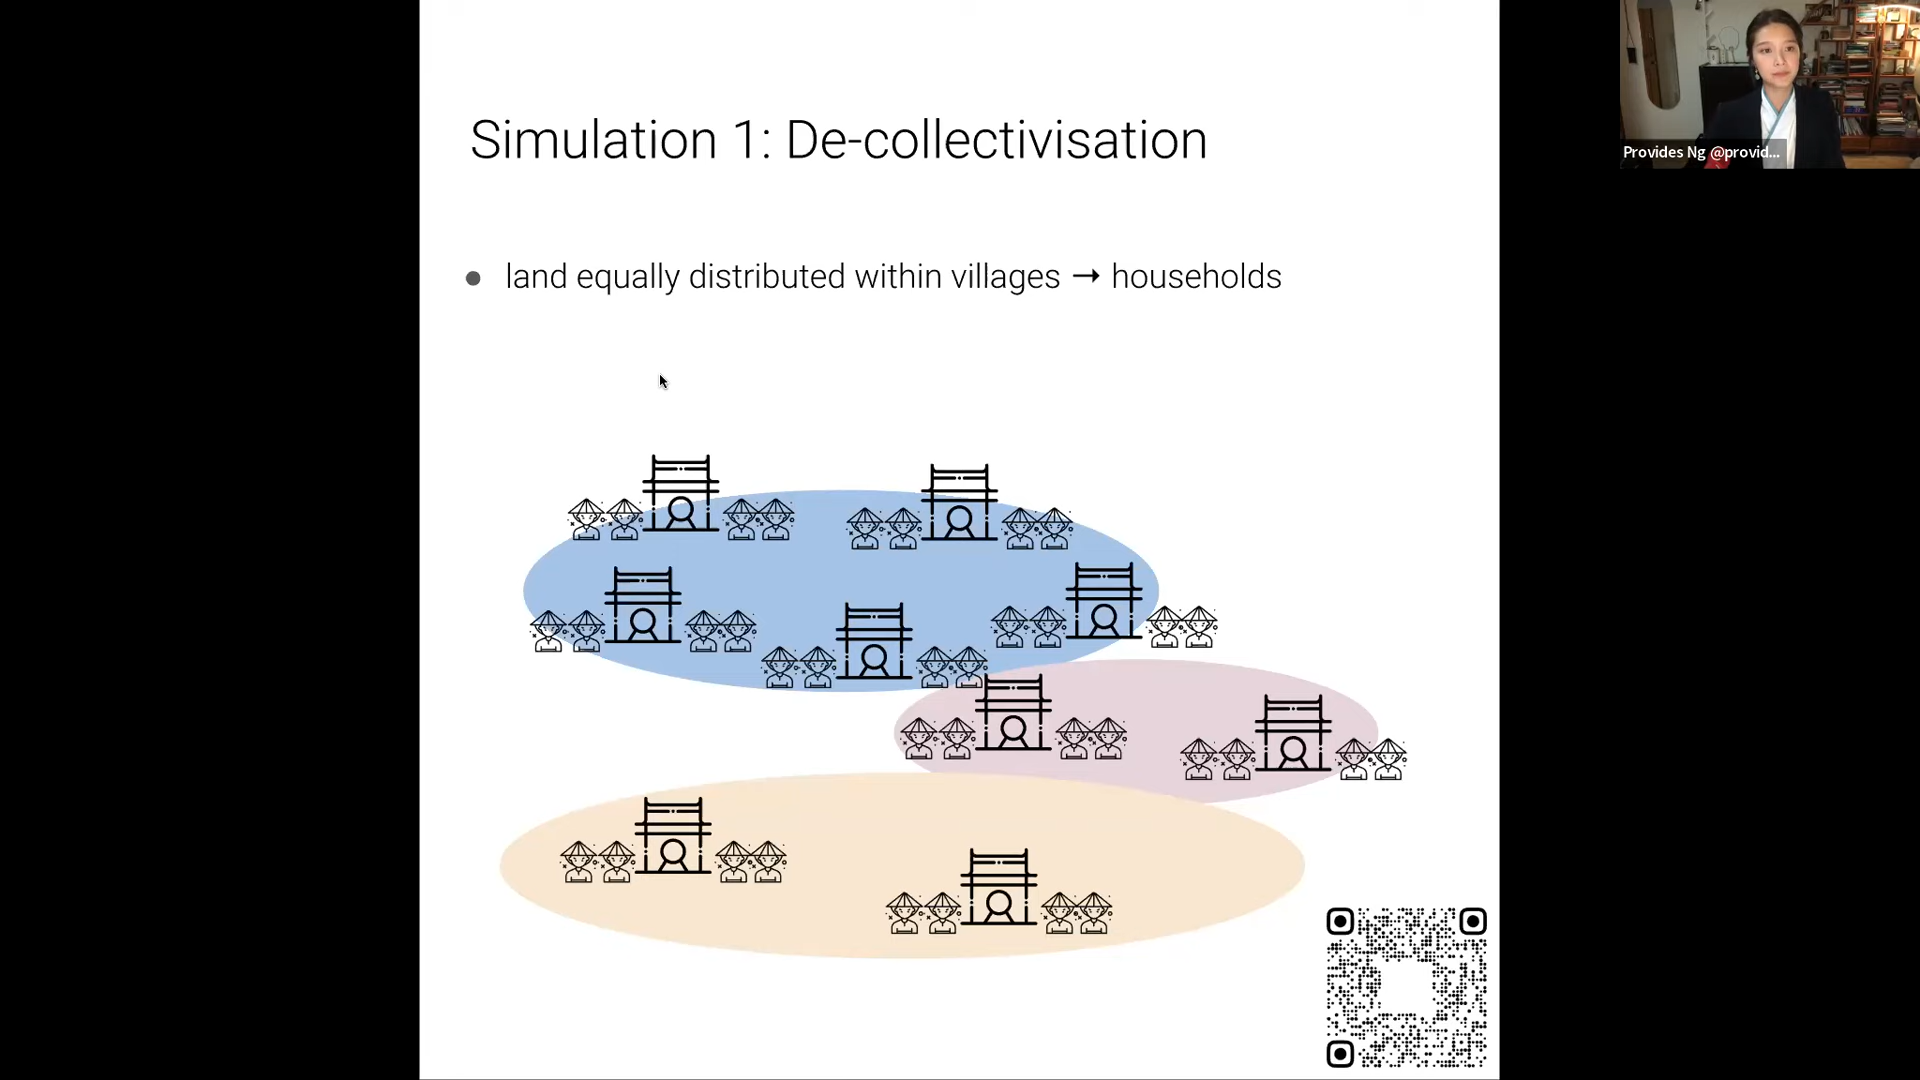 Simulation 1: De-collectivisation
● land equally distributed within villages → households
Provides Ng @provid...